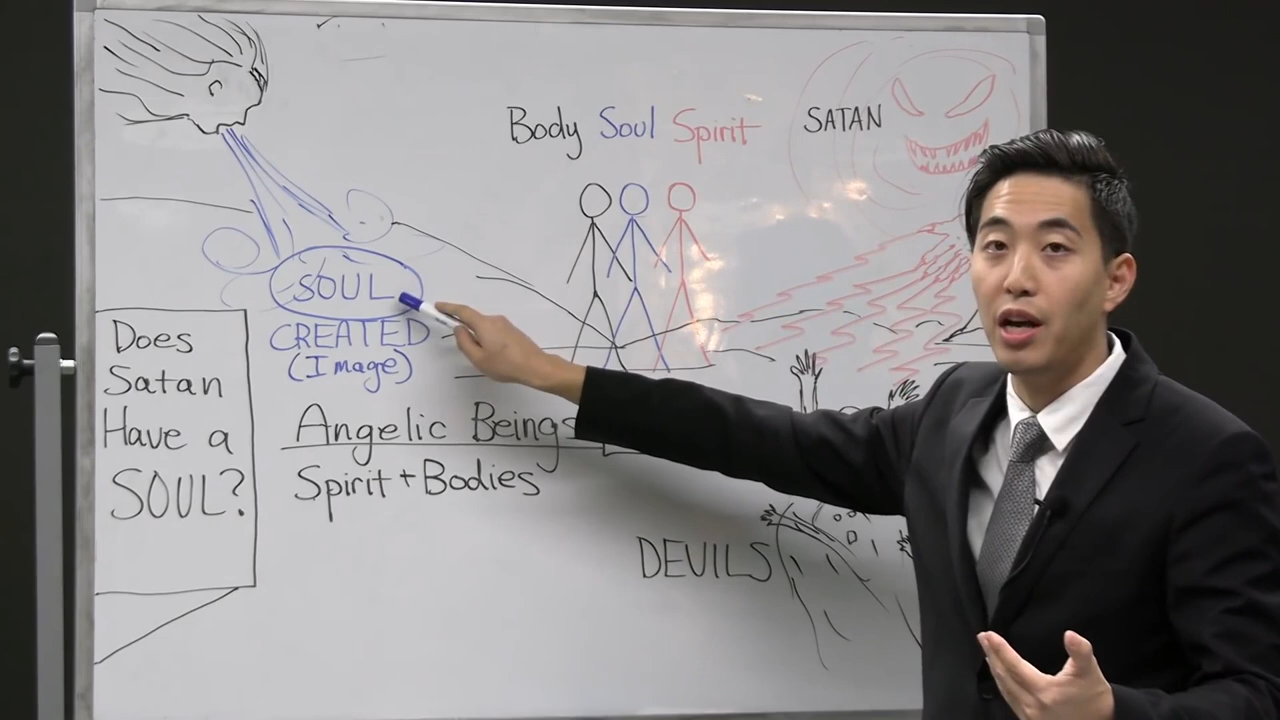 Body Soul Spirit
SATAN
SOUL
CREATED
(Image)
Does
Satan
Have a
SOUL?
Angelic Beings
Spirit + Bodies
DEVILS